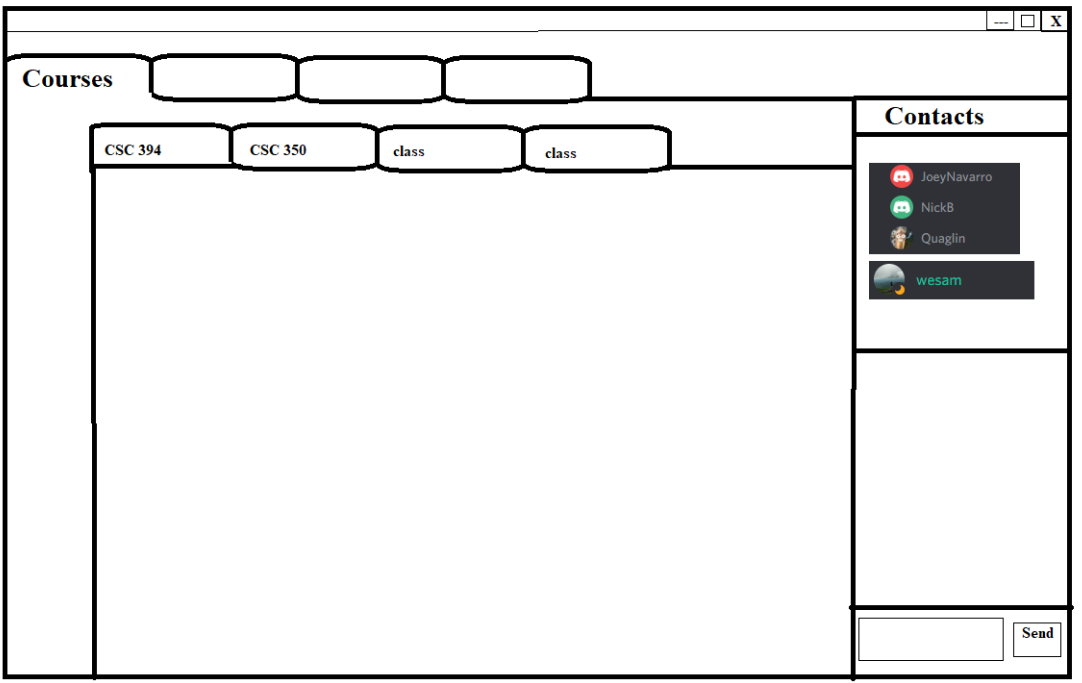 --- X
Courses
Contacts
CSC 394 CSC 350 class class
JoeyNavarro
NickB
Quaglin
wesam
Send